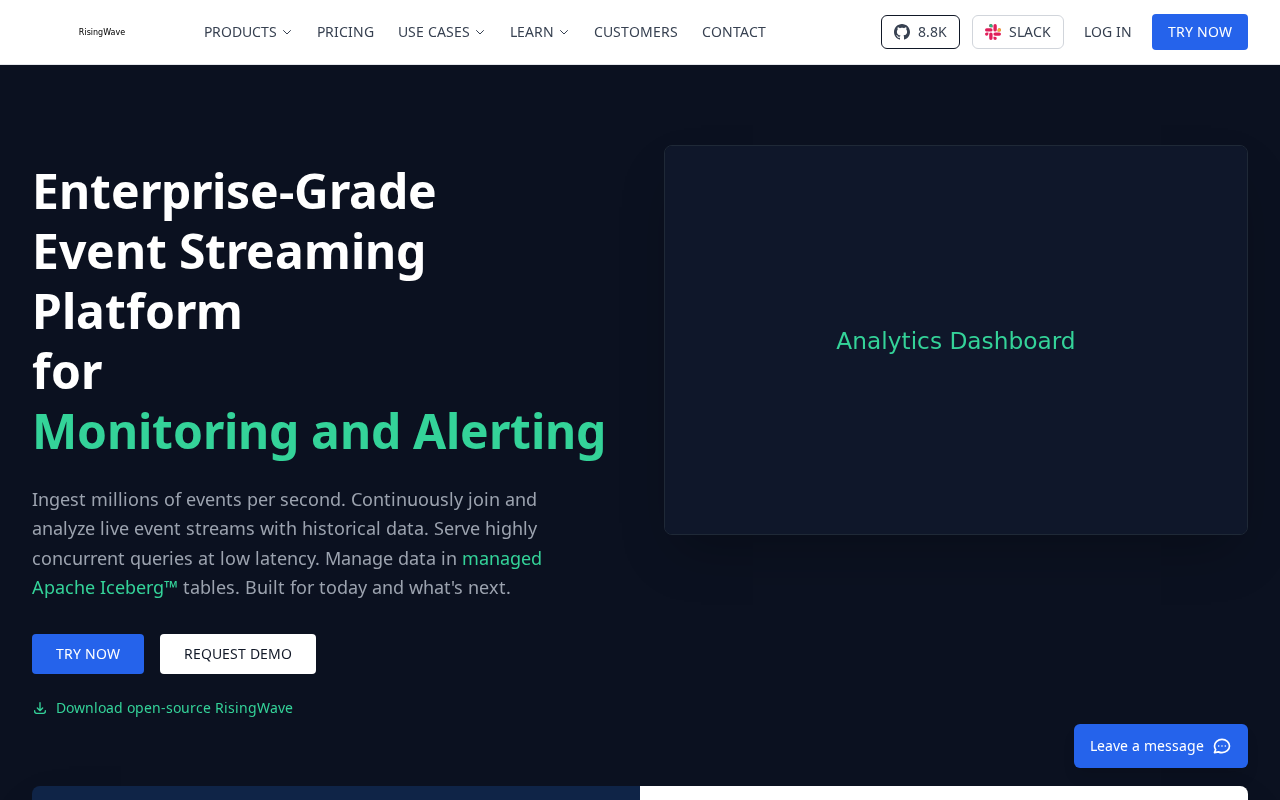 RisingWave
PRODUCTS
PRICING
USE CASES
LEARN
CUSTOMERS
CONTACT
8.8K
SLACK
LOG IN
TRY NOW
Enterprise-Grade
Event Streaming
Platform
for
Monitoring and Alerting
Ingest millions of events per second. Continuously join and
analyze live event streams with historical data. Serve highly
concurrent queries at low latency. Manage data in managed
Apache Iceberg™ tables. Built for today and what's next.
TRY NOW
REQUEST DEMO
Download open-source RisingWave
Analytics Dashboard
Leave a message